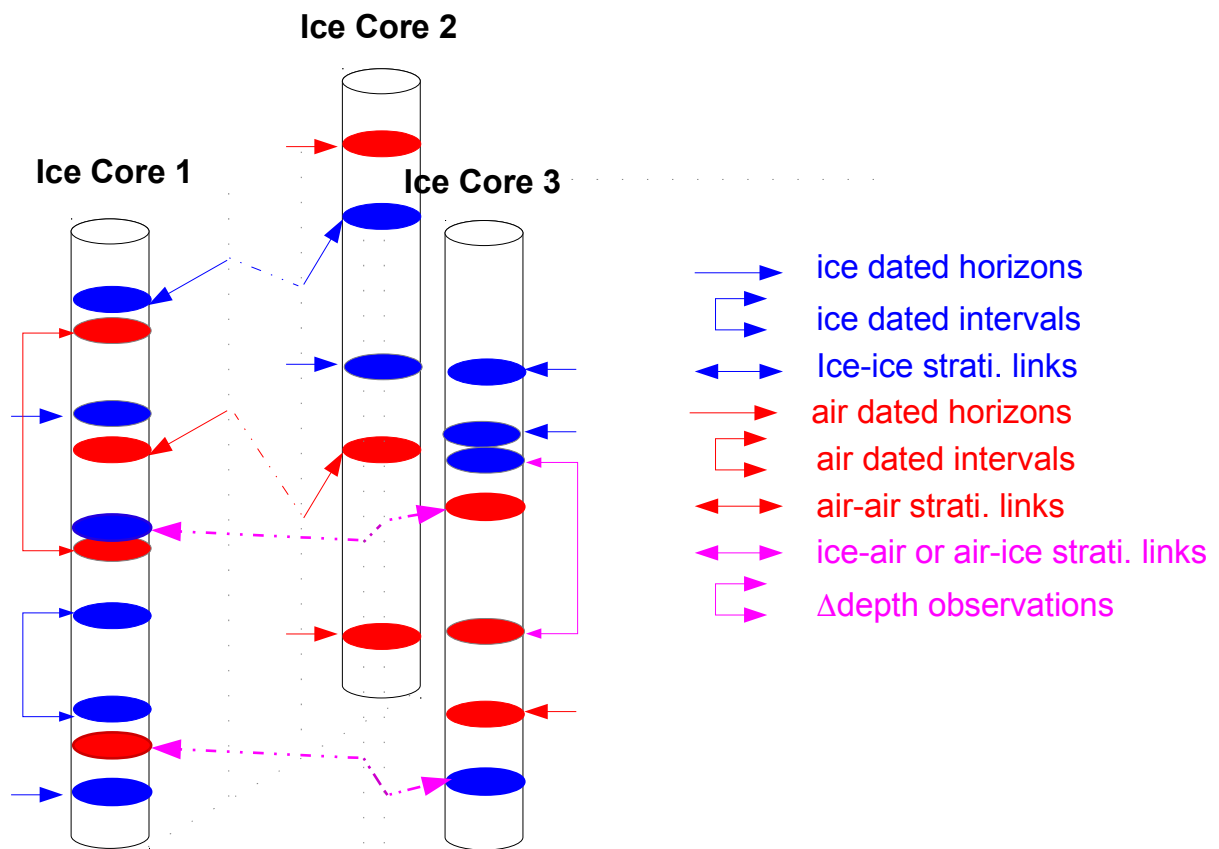 Ice Core 2
Ice Core 1
Ice Core 3
ice dated horizons
ice dated intervals
Ice-ice strati. links
air dated horizons
air dated intervals
air-air strati. links
ice-air or air-ice strati. links
Δdepth observations